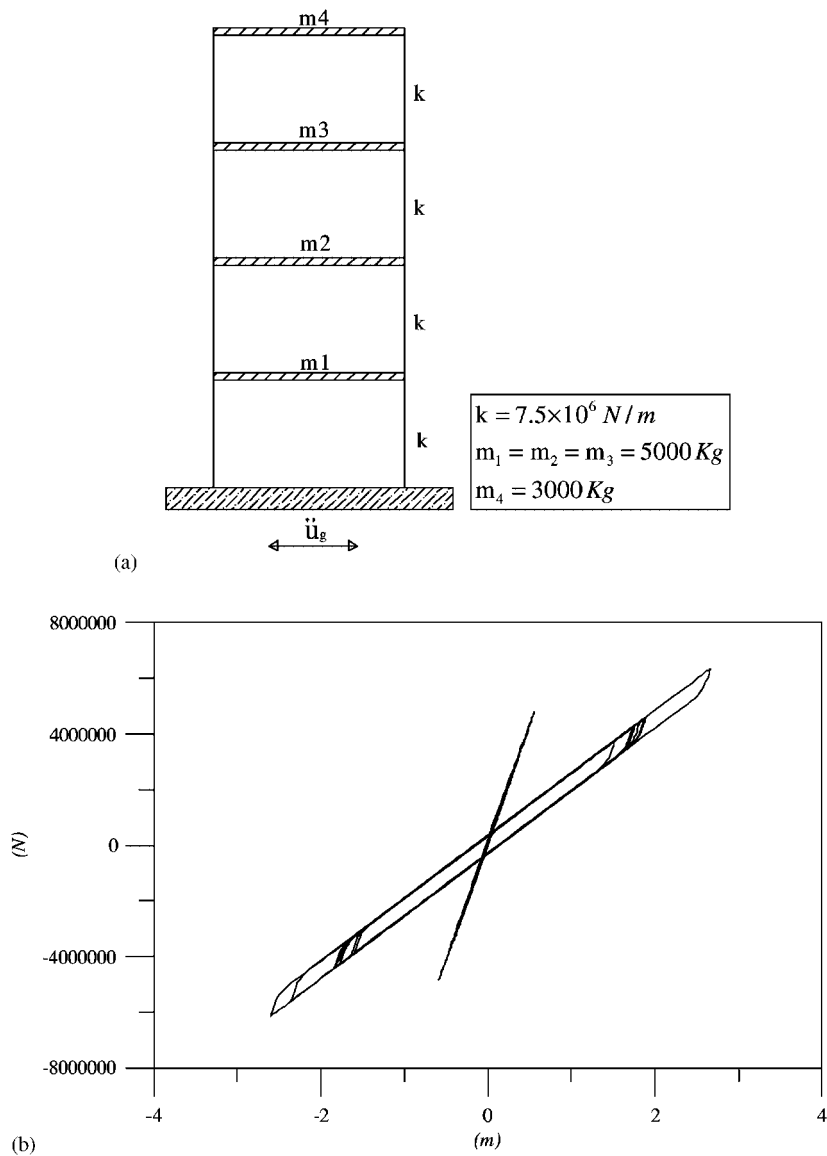 m4
k
m3
k
m2
k
m1
k
k = 7.5×10⁶ N/m
m₁ = m₂ = m₃ = 5000 Kg
m₄ = 3000 Kg
ü_g
(a)
8000000
4000000
0
-4000000
-8000000
(N)
-4 -2 0 2 4
(m)
(b)